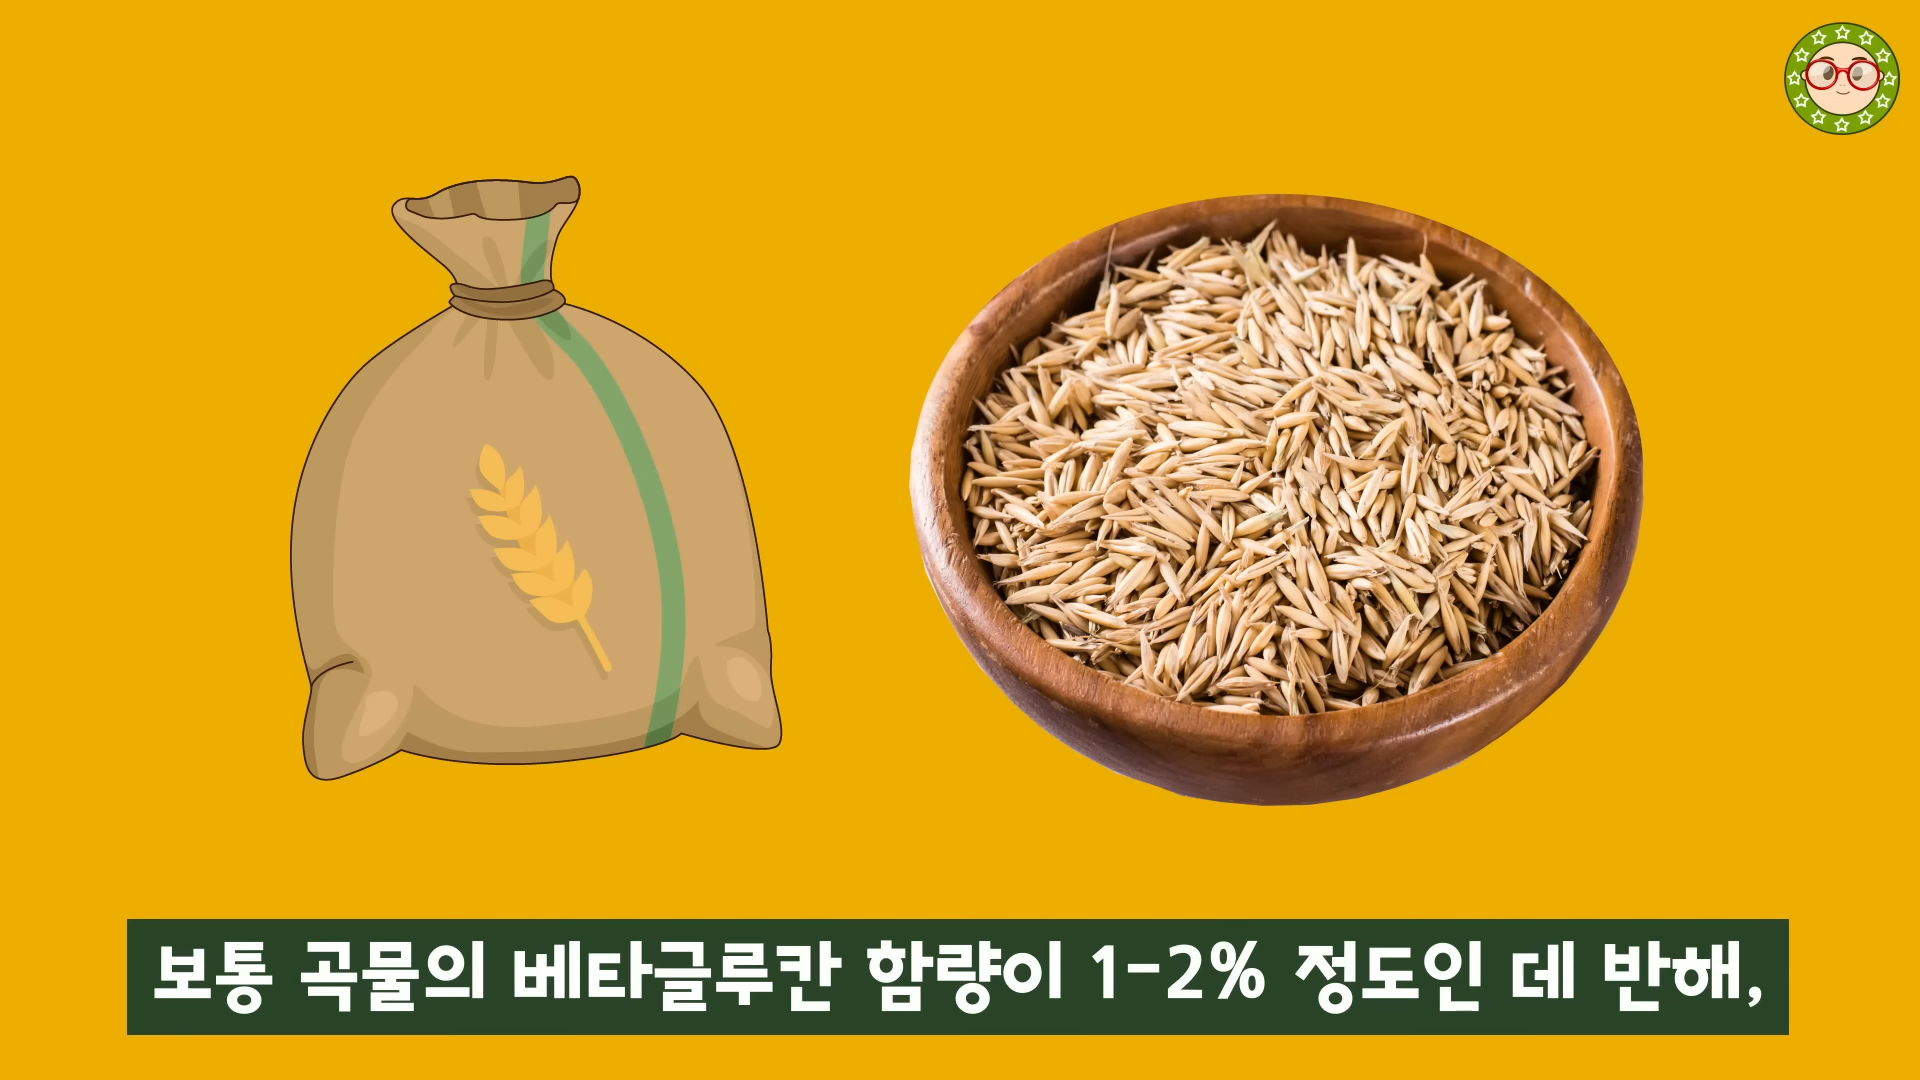 보통 곡물의 베타글루칸 함량이 1-2% 정도인 데 반해,